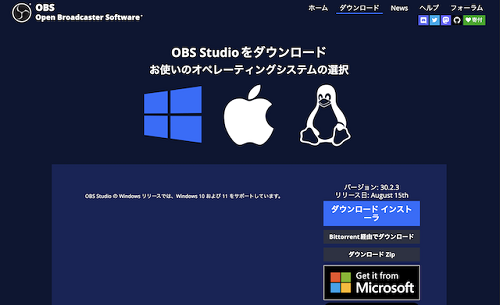 OBS
Open Broadcaster Software
ホーム ダウンロード News ヘルプ フォーラム
寄付
OBS Studioをダウンロード
お使いのオペレーティングシステムの選択
OBS Studio の Windows リリースでは、Windows 10 および 11 をサポートしています。
バージョン: 30.2.3
リリース日: August 15th
ダウンロード インスト
ーラ
Bittorrent経由でダウンロード
ダウンロード Zip
Get it from
Microsoft